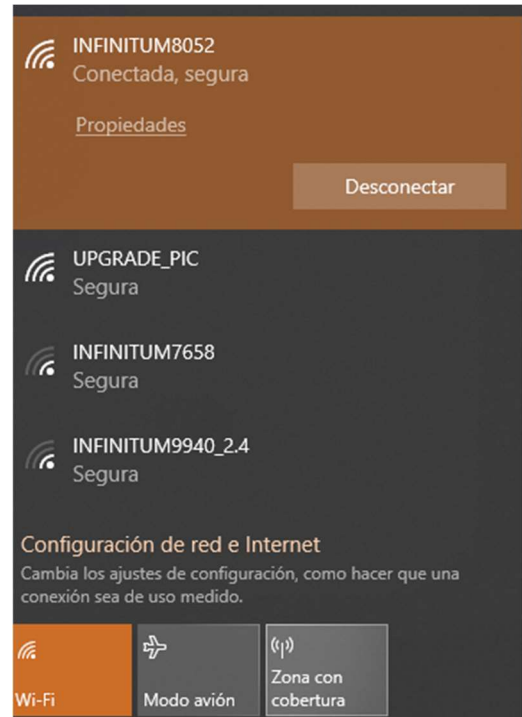 INFINITUM8052
Conectada, segura
Propiedades
Desconectar
UPGRADE_PIC
Segura
INFINITUM7658
Segura
INFINITUM9940_2.4
Segura
Configuración de red e Internet
Cambia los ajustes de configuración, como hacer que una
conexión sea de uso medido.
Wi-Fi
Modo avión
Zona con
cobertura